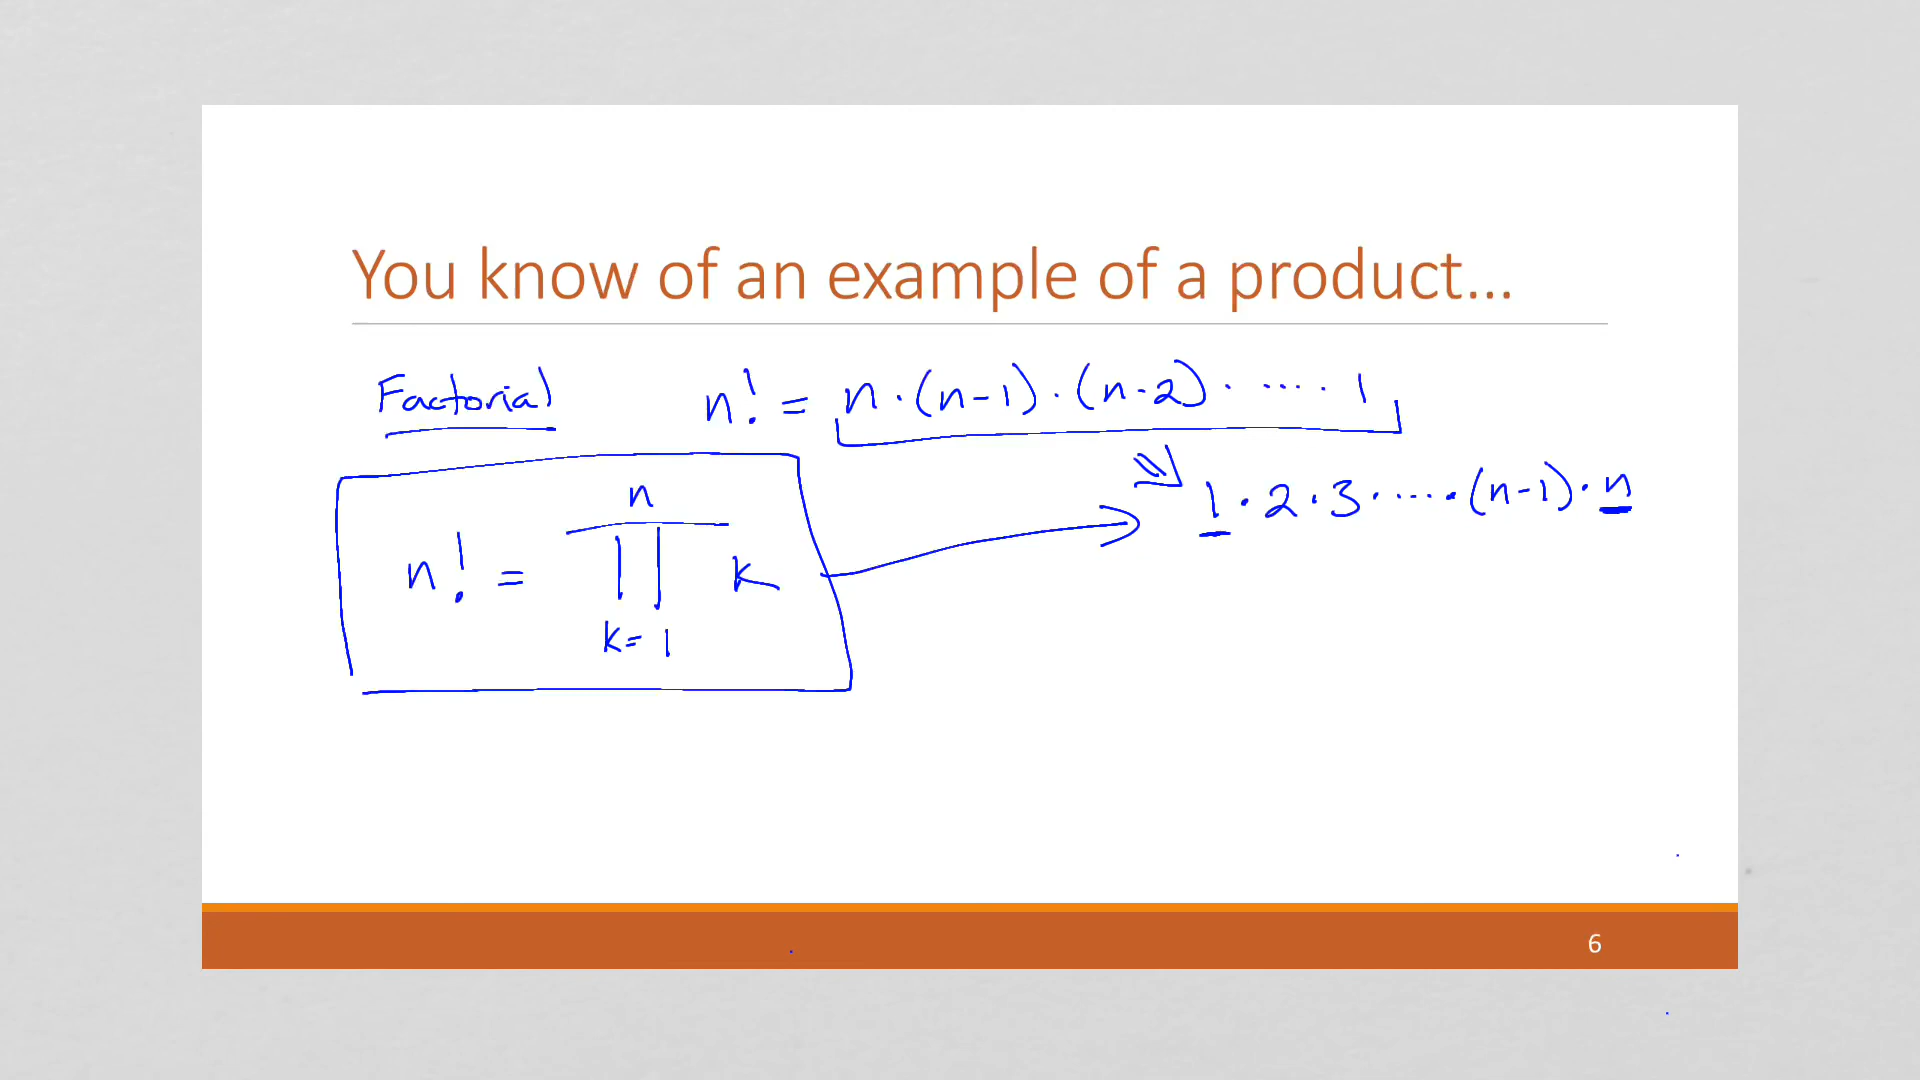 You know of an example of a product...
Factorial n! = n · (n-1) · (n-2) · ···· · 1
1 · 2 · 3 · ···· · (n-1) · n
n
n! = ∏ k
k = 1
6